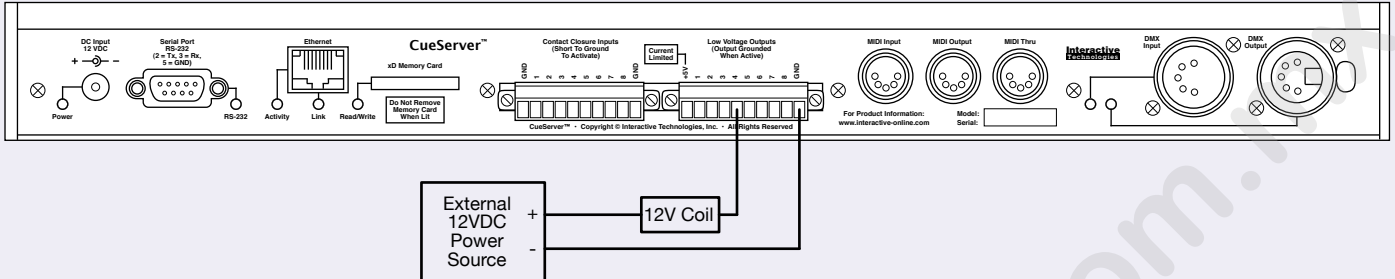 DC Input
12 VDC
+ -
Power
Serial Port
RS-232
(2 = Tx, 3 = Rx,
5 = GND)
RS-232
Ethernet
Activity
Link
CueServer™
xD Memory Card
Read/Write
Do Not Remove
Memory Card
When Lit
Contact Closure Inputs
(Short To Ground
To Activate)
GND 1 2 3 4 5 6 7 8 GND
Current
Limited
Low Voltage Outputs
(Output Grounded
When Active)
+5V 1 2 3 4 5 6 7 8 GND
CueServer™ • Copyright © Interactive Technologies, Inc. • All Rights Reserved
MIDI Input
MIDI Output
MIDI Thru
For Product Information:
www.interactive-online.com
Model:
Serial:
Interactive
Technologies
DMX
Input
DMX
Output
External
12VDC
Power
Source
+
-
12V Coil
om.mx